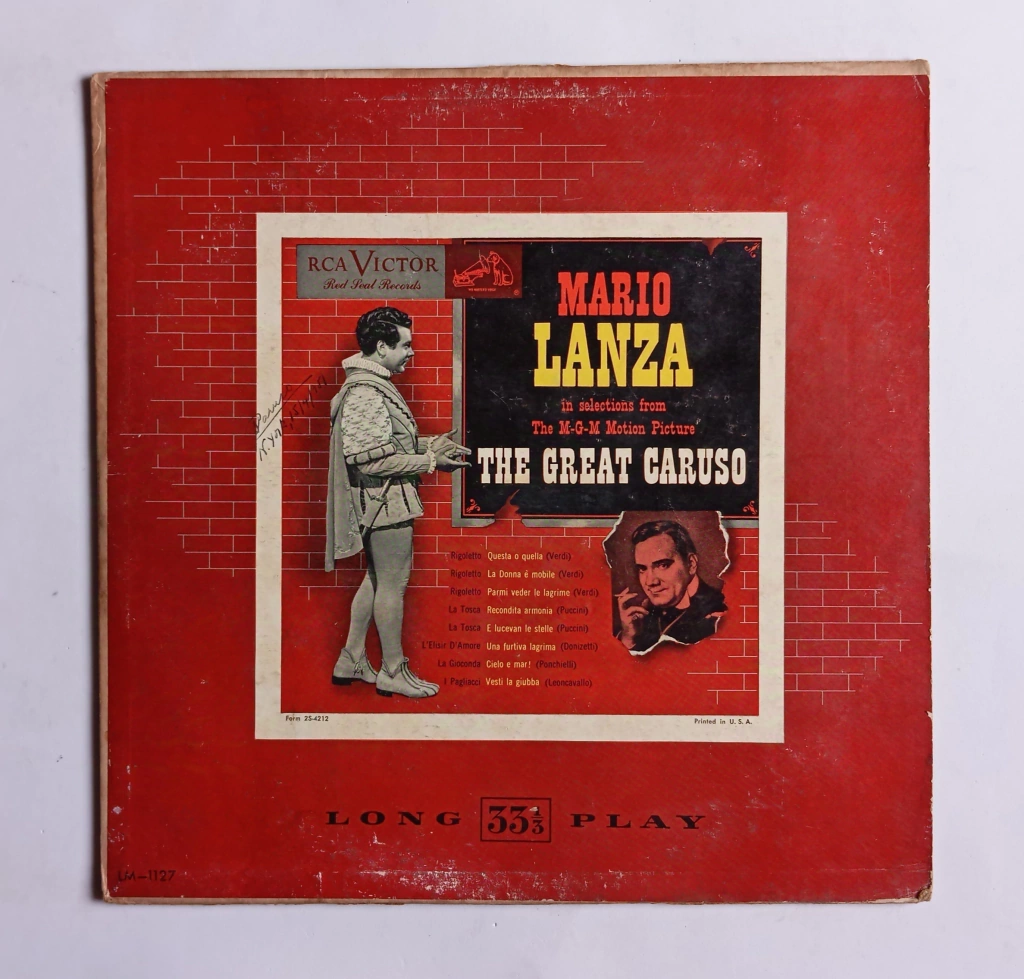 RCA VICTOR
Red Seal Records
MARIO
LANZA
in selections from
The M-G-M Motion Picture
THE GREAT CARUSO
Rigoletto Questa o quella (Verdi)
Rigoletto La Donna é mobile (Verdi)
Rigoletto Parmi veder le lagrime (Verdi)
La Tosca Recondita armonia (Puccini)
La Tosca E lucevan le stelle (Puccini)
L'Elisir D'Amore Una furtiva lagrima (Donizetti)
La Gioconda Cielo e mar! (Ponchielli)
I Pagliacci Vesti la giubba (Leoncavallo)
Form 2S-4212
Printed in U. S. A.
LONG 33⅓ PLAY
LM-1127